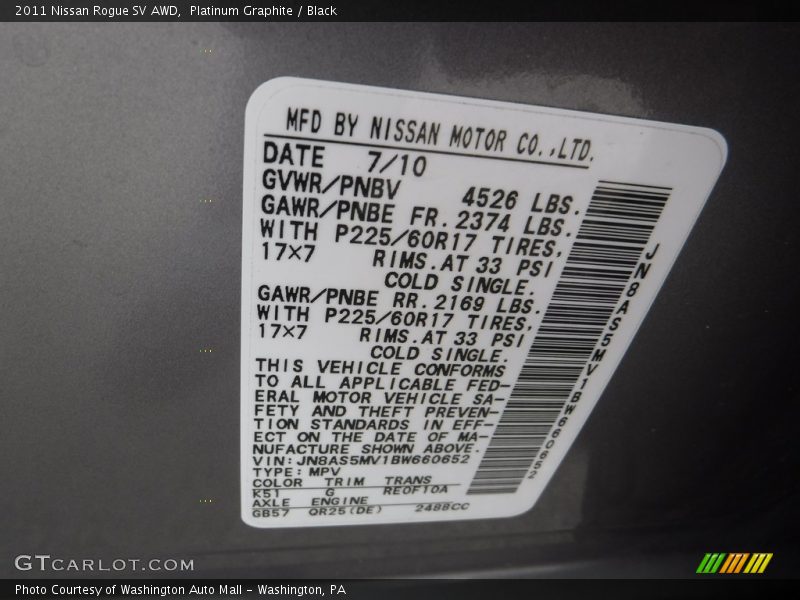 2011 Nissan Rogue SV AWD,  Platinum Graphite / Black
MFD BY NISSAN MOTOR CO.,LTD.
DATE 7/10
GVWR/PNBV 4526 LBS.
GAWR/PNBE FR. 2374 LBS.
WITH P225/60R17 TIRES,
17×7 RIMS.AT 33 PSI
COLD SINGLE.
GAWR/PNBE RR. 2169 LBS.
WITH P225/60R17 TIRES,
17×7 RIMS.AT 33 PSI
COLD SINGLE.
THIS VEHICLE CONFORMS
TO ALL APPLICABLE FED-
ERAL MOTOR VEHICLE SA-
FETY AND THEFT PREVEN-
TION STANDARDS IN EFF-
ECT ON THE DATE OF MA-
NUFACTURE SHOWN ABOVE.
VIN:JN8AS5MV1BW660652
TYPE:MPV
COLOR TRIM TRANS
K51 G RE0F10A
AXLE ENGINE
GB57 QR25(DE) 2488CC
JN8AS5MV1BW660652
GTCARLOT.COM
Photo Courtesy of Washington Auto Mall - Washington, PA